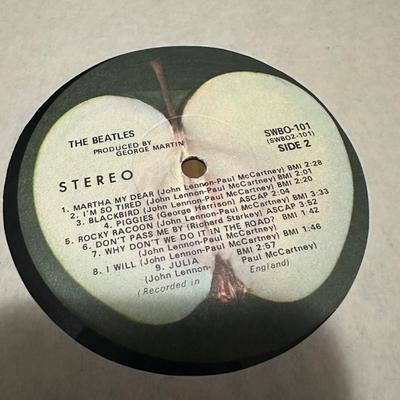 THE BEATLES
PRODUCED BY
GEORGE MARTIN
SWBO-101
(SWBO2-101)
SIDE 2
STEREO
1. MARTHA MY DEAR (John Lennon-Paul McCartney) BMI 2:28
2. I'M SO TIRED (John Lennon-Paul McCartney) BMI 2:01
3. BLACKBIRD (John Lennon-Paul McCartney) BMI 2:20
4. PIGGIES (George Harrison) ASCAP 2:04
5. ROCKY RACOON (John Lennon-Paul McCartney) BMI 3:33
6. DON'T PASS ME BY (Richard Starkey) ASCAP 3:52
7. WHY DON'T WE DO IT IN THE ROAD?
(John Lennon-Paul McCartney) BMI 1:42
8. I WILL (John Lennon-Paul McCartney) BMI 1:46
9. JULIA BMI 2:57
(John Lennon- Paul McCartney)
(Recorded in England)